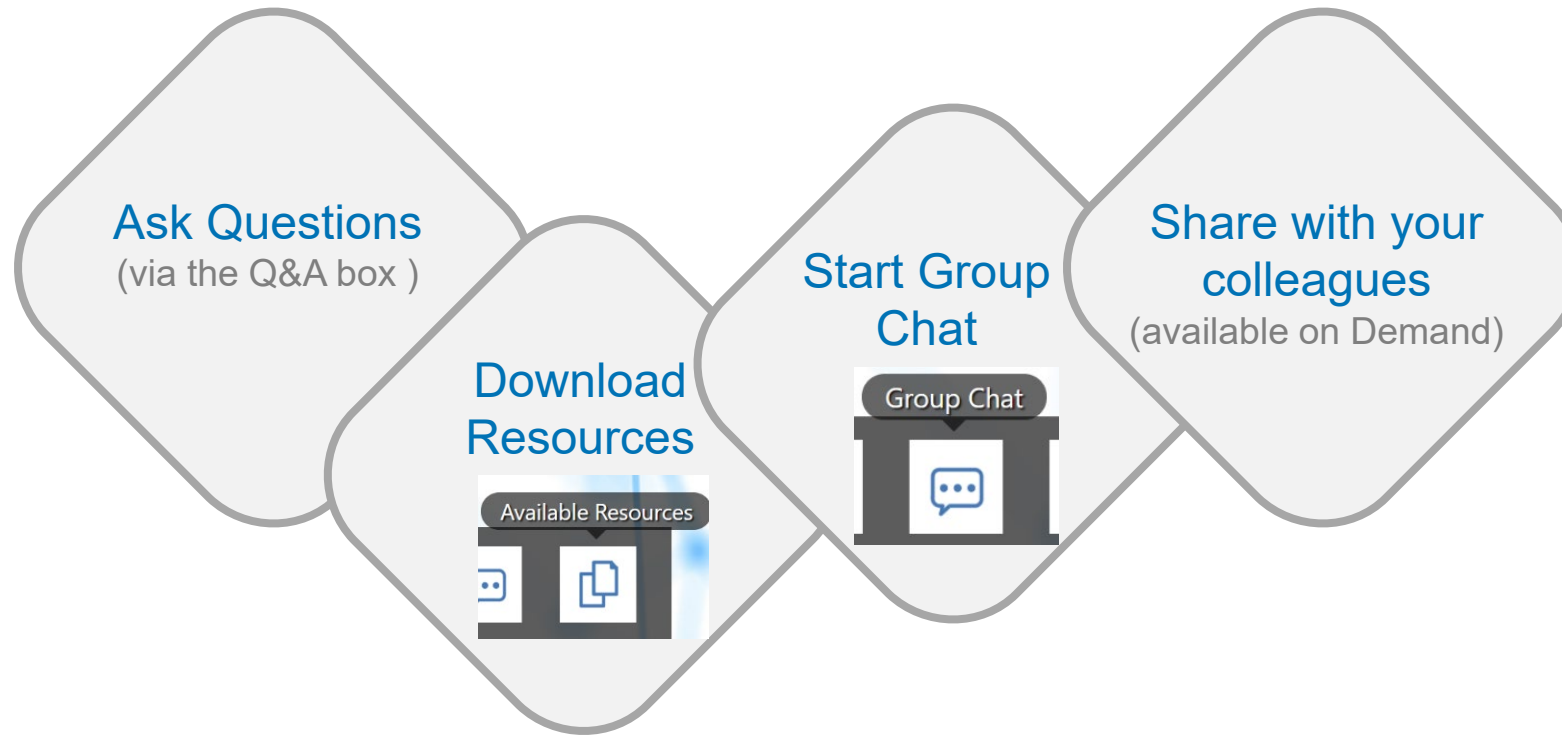 Ask Questions
(via the Q&A box )
Download
Resources
Available Resources
Start Group
Chat
Group Chat
Share with your
colleagues
(available on Demand)